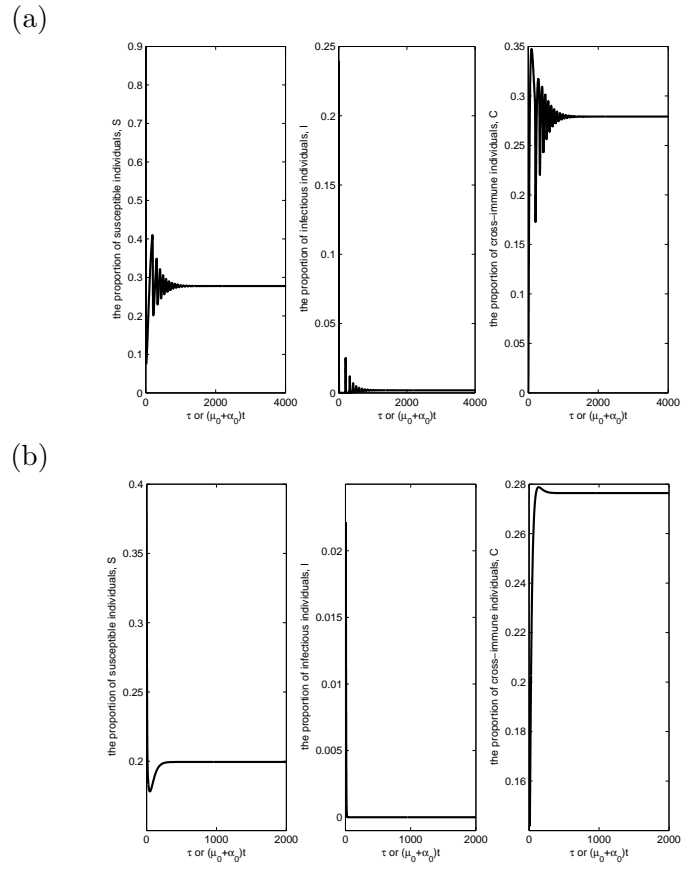 (a)
the proportion of susceptible individuals, S
0.9
0.8
0.7
0.6
0.5
0.4
0.3
0.2
0.1
0
0 2000 4000
τ or (μ₀+α₀)t
the proportion of infectious individuals, I
0.25
0.2
0.15
0.1
0.05
0
0 2000 4000
τ or (μ₀+α₀)t
the proportion of cross−immune individuals, C
0.35
0.3
0.25
0.2
0.15
0.1
0.05
0
0 2000 4000
τ or (μ₀+α₀)t
(b)
the proportion of susceptible individuals, S
0.4
0.35
0.3
0.25
0.2
0 1000 2000
τ or (μ₀+α₀)t
the proportion of infectious individuals, I
0.02
0.015
0.01
0.005
0
0 1000 2000
τ or (μ₀+α₀)t
the proportion of cross−immune individuals, C
0.28
0.26
0.24
0.22
0.2
0.18
0.16
0 1000 2000
τ or (μ₀+α₀)t